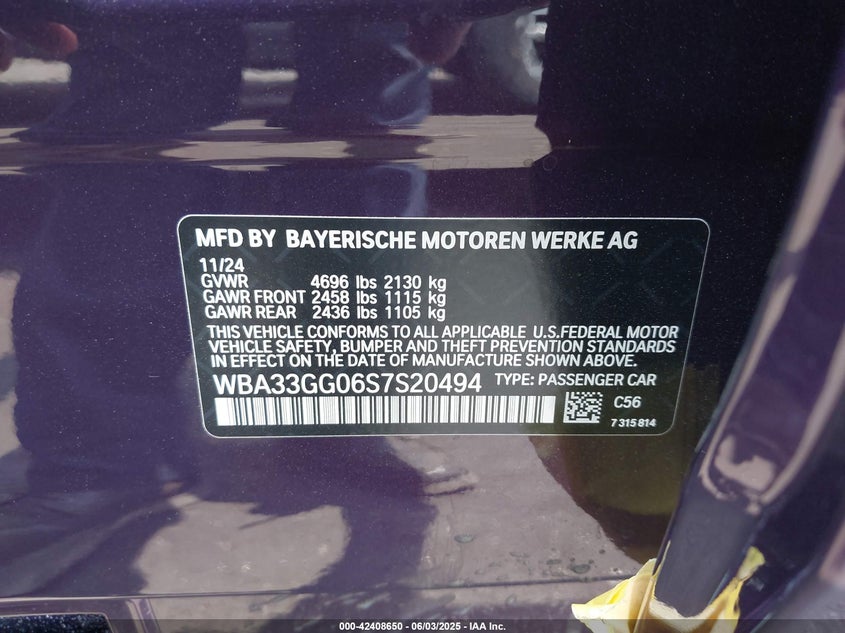 MFD BY BAYERISCHE MOTOREN WERKE AG
11/24
GVWR 4696 lbs 2130 kg
GAWR FRONT 2458 lbs 1115 kg
GAWR REAR 2436 lbs 1105 kg
THIS VEHICLE CONFORMS TO ALL APPLICABLE U.S.FEDERAL MOTOR
VEHICLE SAFETY, BUMPER AND THEFT PREVENTION STANDARDS
IN EFFECT ON THE DATE OF MANUFACTURE SHOWN ABOVE.
WBA33GG06S7S20494 TYPE: PASSENGER CAR
C56
7 315 814
000-42408650 - 06/03/2025 - IAA Inc.